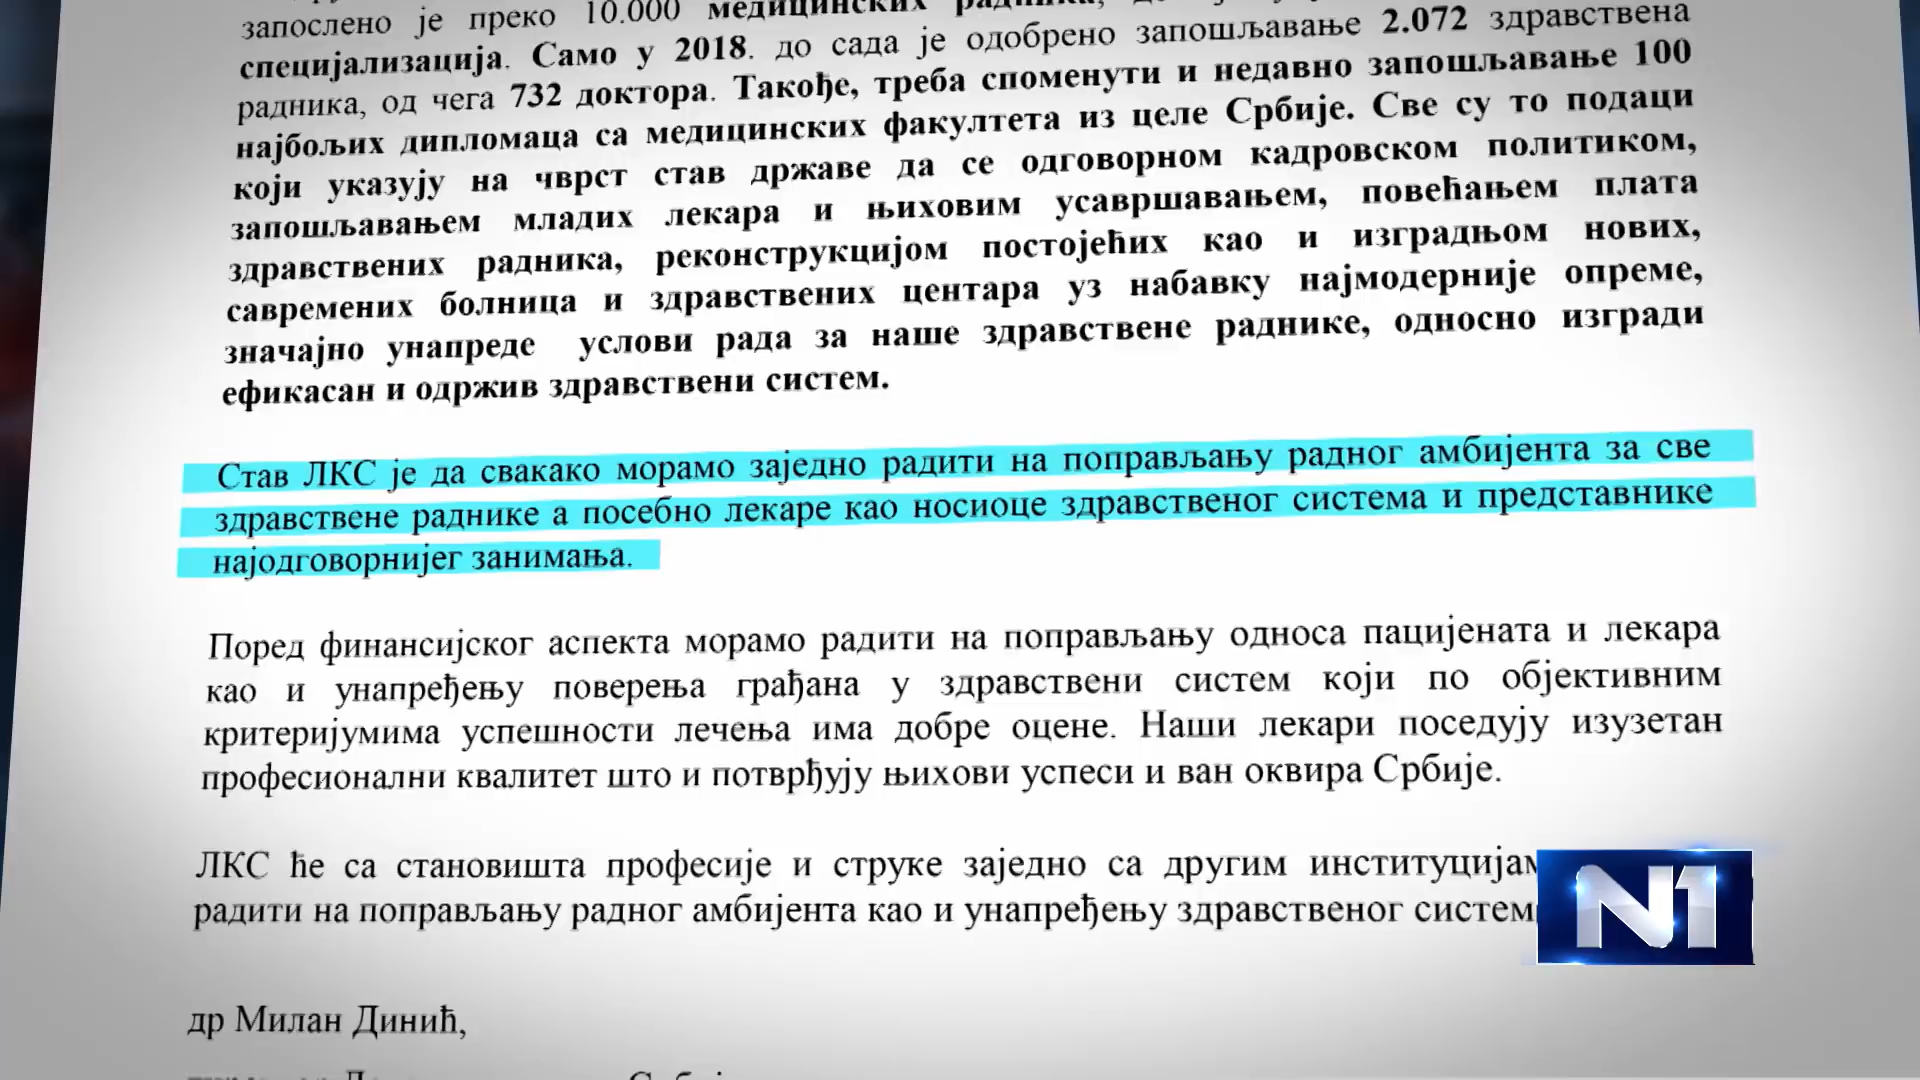 запослено је преко 10.000 медицинских
специјализација. Само у 2018. до сада је одобрено запошљавање 2.072 здравствена
радника, од чега 732 доктора. Такође, треба споменути и недавно запошљавање 100
најбољих дипломаца са медицинских факултета из целе Србије. Све су то подаци
који указују на чврст став државе да се одговорном кадровском политиком,
запошљавањем младих лекара и њиховим усавршавањем, повећањем плата
здравствених радника, реконструкцијом постојећих као и изградњом нових,
савремених болница и здравствених центара уз набавку најмодерније опреме,
значајно унапреде услови рада за наше здравствене раднике, односно изгради
ефикасан и одржив здравствени систем.
Став ЛКС је да свакако морамо заједно радити на поправљању радног амбијента за све
здравствене раднике а посебно лекаре као носиоце здравственог система и представнике
најодговорнијег занимања.
Поред финансијског аспекта морамо радити на поправљању односа пацијената и лекара
као и унапређењу поверења грађана у здравствени систем који по објективним
критеријумима успешности лечења има добре оцене. Наши лекари поседују изузетан
професионални квалитет што и потврђују њихови успеси и ван оквира Србије.
ЛКС ће са становишта професије и струке заједно са другим институцијам
радити на поправљању радног амбијента као и унапређењу здравственог систем
N1
др Милан Динић,